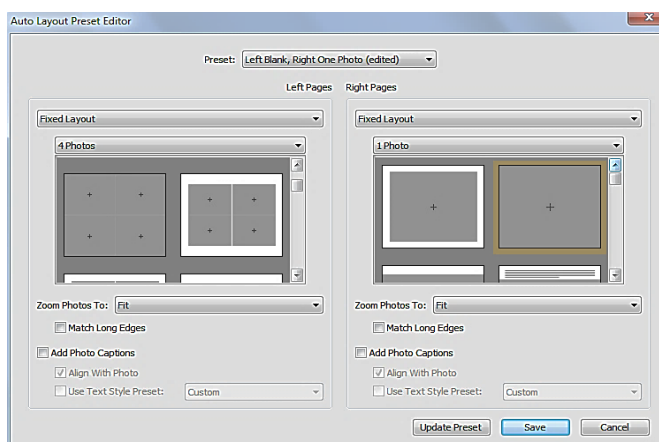 Auto Layout Preset Editor
Preset: Left Blank, Right One Photo (edited)
Left Pages Right Pages
Fixed Layout
4 Photos
Zoom Photos To: Fit
Match Long Edges
Add Photo Captions
Align With Photo
Use Text Style Preset: Custom
Fixed Layout
1 Photo
Zoom Photos To: Fit
Match Long Edges
Add Photo Captions
Align With Photo
Use Text Style Preset: Custom
Update Preset Save Cancel